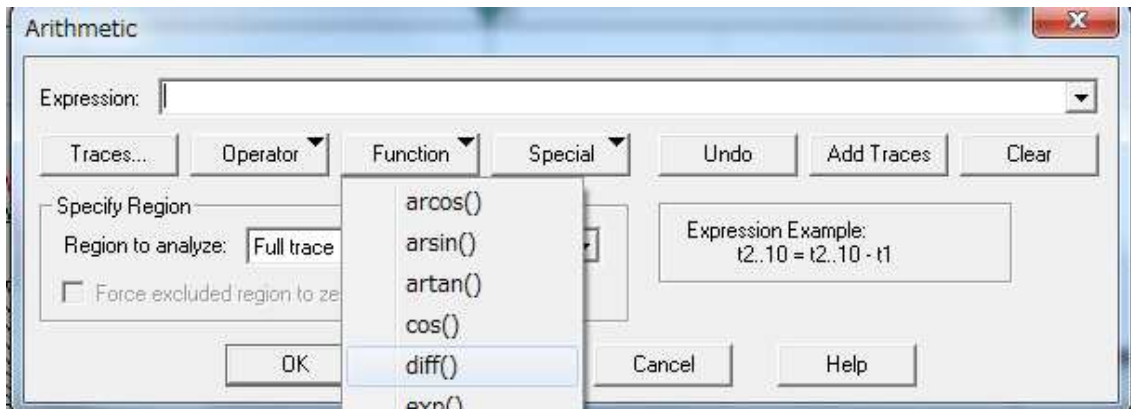 Arithmetic
Expression:
Traces... Operator Function Special Undo Add Traces Clear
Specify Region
Region to analyze: Full trace
Force excluded region to ze
Expression Example:
t2..10 = t2..10 - t1
arcos()
arsin()
artan()
cos()
diff()
exp()
OK Cancel Help